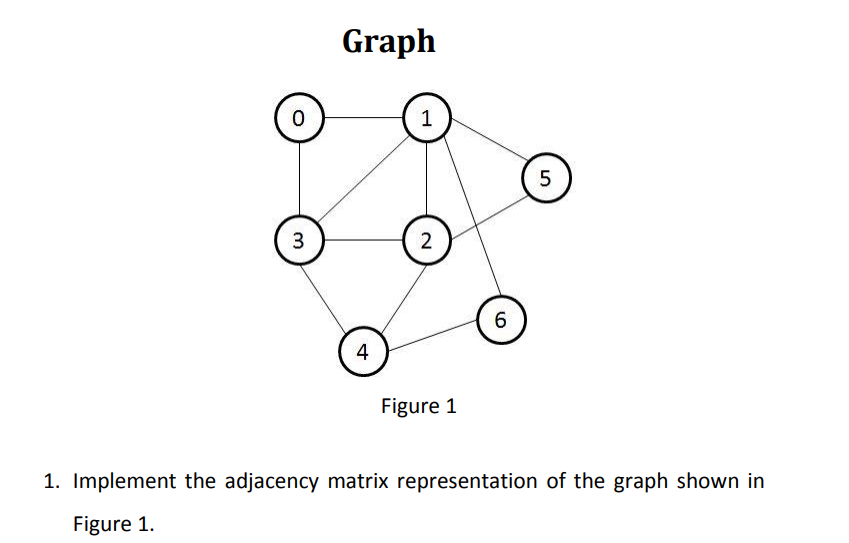 Graph
0
1
5
3
2
6
4
Figure 1
1. Implement the adjacency matrix representation of the graph shown in
Figure 1.